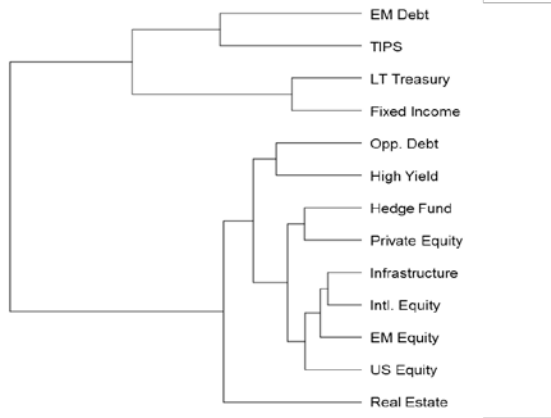 EM Debt
TIPS
LT Treasury
Fixed Income
Opp. Debt
High Yield
Hedge Fund
Private Equity
Infrastructure
Intl. Equity
EM Equity
US Equity
Real Estate